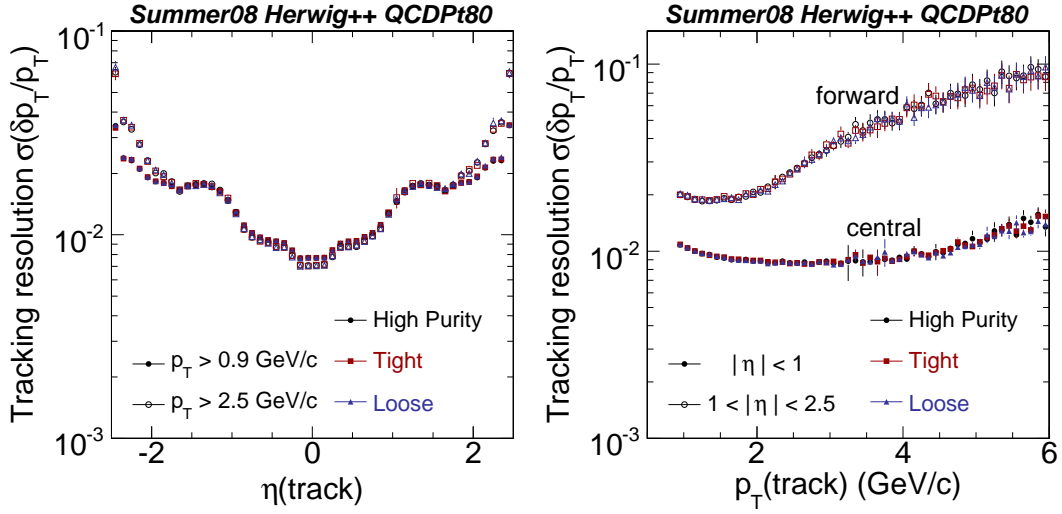 Summer08 Herwig++ QCDPt80
Tracking resolution σ(δp_T/p_T)
10^-1
10^-2
10^-3
High Purity
p_T > 0.9 GeV/c
Tight
p_T > 2.5 GeV/c
Loose
-2
0
2
η(track)
Summer08 Herwig++ QCDPt80
Tracking resolution σ(δp_T/p_T)
10^-1
10^-2
10^-3
forward
central
High Purity
| η | < 1
Tight
1 < | η | < 2.5
Loose
2
4
6
p_T(track) (GeV/c)